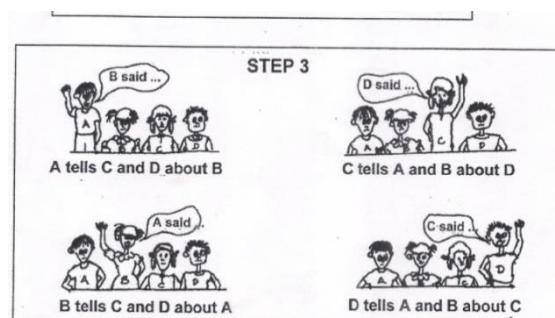 STEP 3
B said ...
A
D
A tells C and D about B
D said ...
A
C
D
C tells A and B about D
A said ..
A
B
C
D
B tells C and D about A
C said ...
A
D
D tells A and B about C